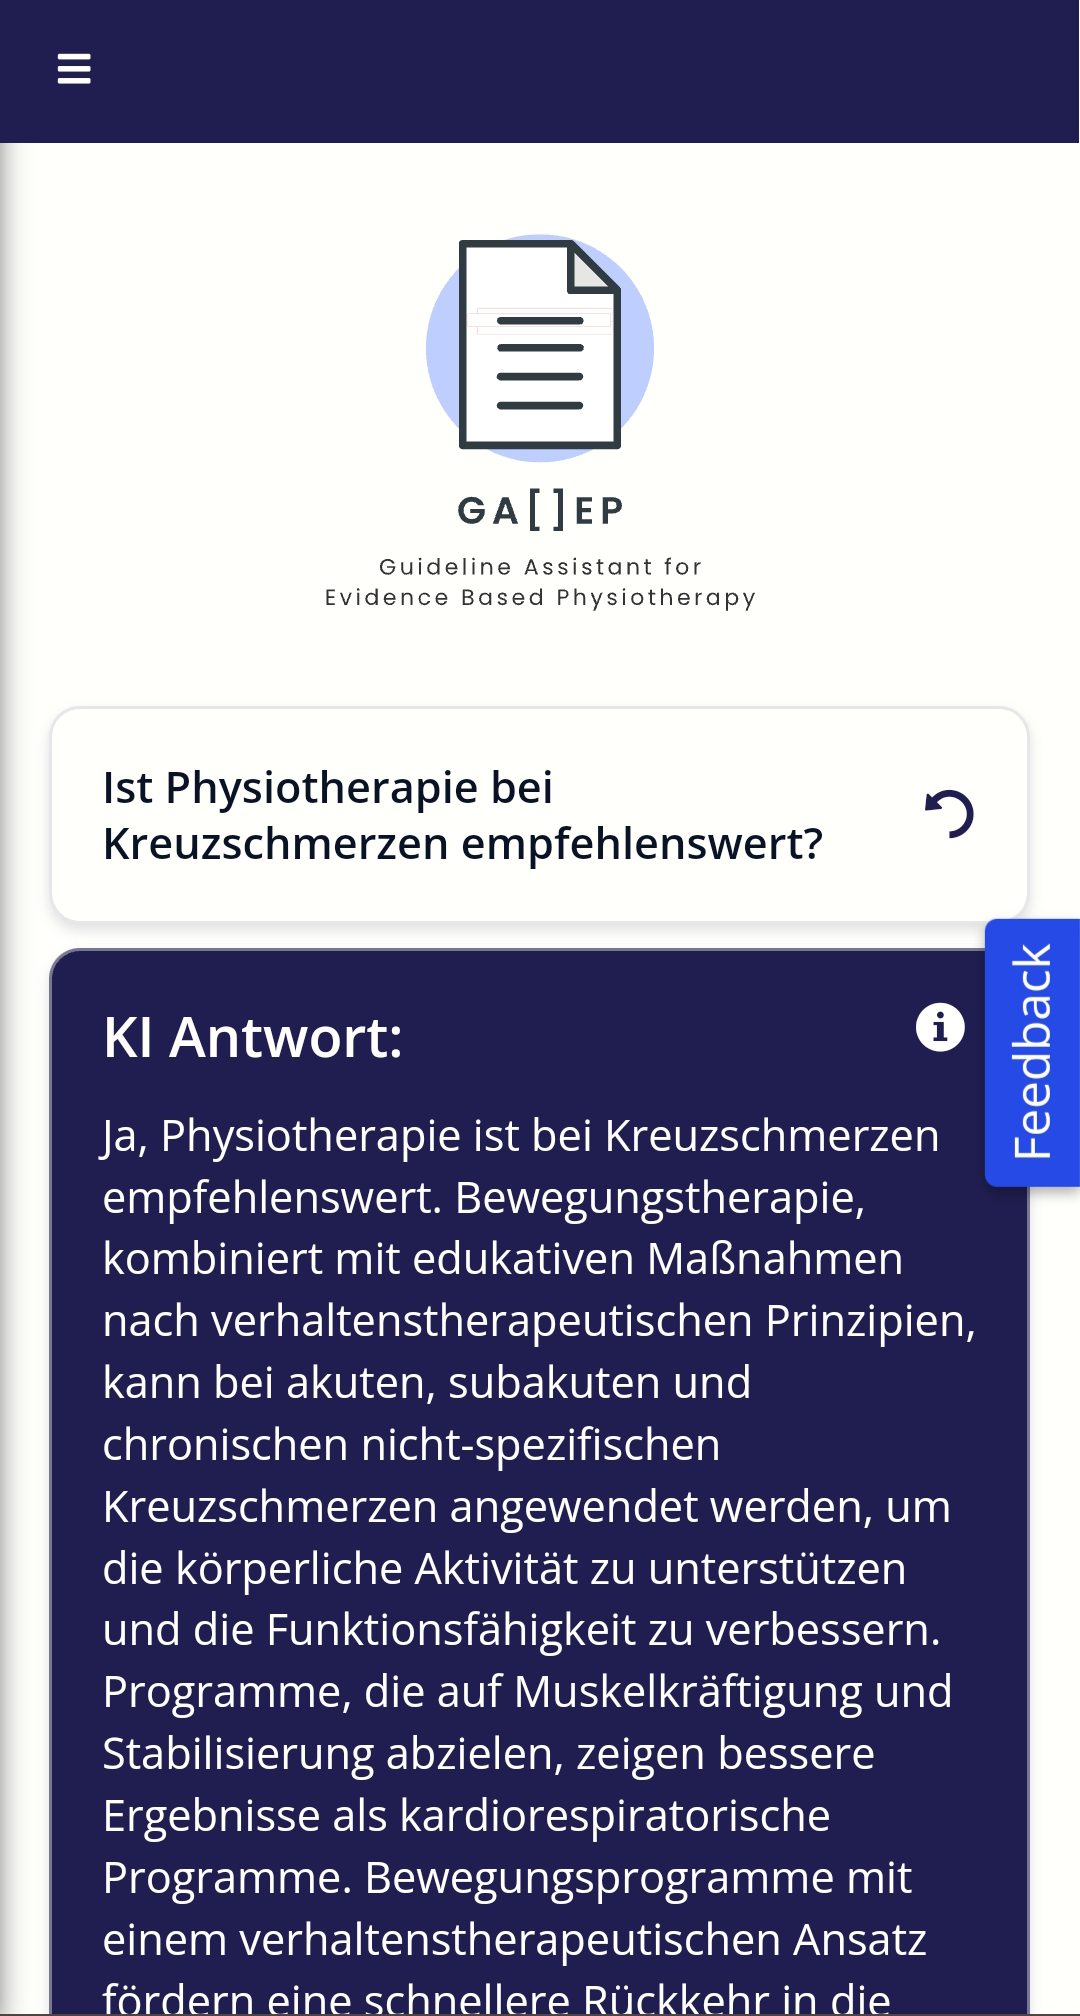 GA[]EP
Guideline Assistant for
Evidence Based Physiotherapy
Ist Physiotherapie bei
Kreuzschmerzen empfehlenswert?
Feedback
KI Antwort:
Ja, Physiotherapie ist bei Kreuzschmerzen
empfehlenswert. Bewegungstherapie,
kombiniert mit edukativen Maßnahmen
nach verhaltenstherapeutischen Prinzipien,
kann bei akuten, subakuten und
chronischen nicht-spezifischen
Kreuzschmerzen angewendet werden, um
die körperliche Aktivität zu unterstützen
und die Funktionsfähigkeit zu verbessern.
Programme, die auf Muskelkräftigung und
Stabilisierung abzielen, zeigen bessere
Ergebnisse als kardiorespiratorische
Programme. Bewegungsprogramme mit
einem verhaltenstherapeutischen Ansatz
fördern eine schnellere Rückkehr in die